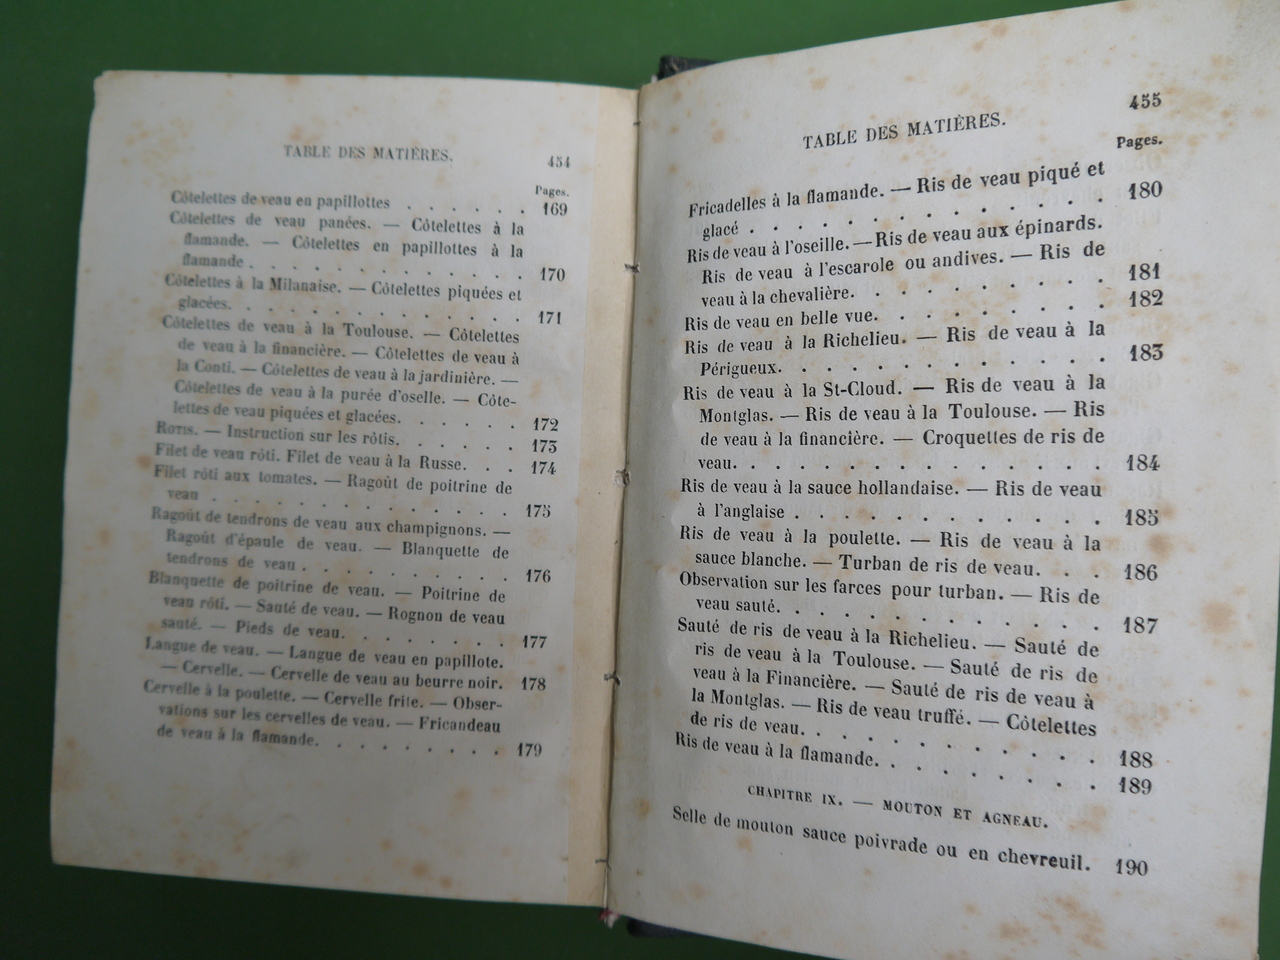 TABLE DES MATIÈRES.
454
Pages.
Côtelettes de veau en papillottes . . . . . . 169
Côtelettes de veau panées. — Côtelettes à la
flamande. — Côtelettes en papillottes à la
flamande . . . . . . . . . . . . . 170
Côtelettes à la Milanaise. — Côtelettes piquées et
glacées. . . . . . . . . . . . . . 171
Côtelettes de veau à la Toulouse. — Côtelettes
de veau à la financière. — Côtelettes de veau à
la Conti. — Côtelettes de veau à la jardinière. —
Côtelettes de veau à la purée d'oselle. — Côte-
lettes de veau piquées et glacées. . . . . . 172
Rotis. — Instruction sur les rôtis. . . . . . 173
Filet de veau rôti. Filet de veau à la Russe. . . 174
Filet rôti aux tomates. — Ragoût de poitrine de
veau . . . . . . . . . . . . . . 175
Ragoût de tendrons de veau aux champignons. —
Ragoût d'épaule de veau. — Blanquette de
tendrons de veau . . . . . . . . . . 176
Blanquette de poitrine de veau. — Poitrine de
veau rôti. — Sauté de veau. — Rognon de veau
sauté. — Pieds de veau. . . . . . . . . 177
Langue de veau. — Langue de veau en papillote.
— Cervelle. — Cervelle de veau au beurre noir. 178
Cervelle à la poulette. — Cervelle frite. — Obser-
vations sur les cervelles de veau. — Fricandeau
de veau à la flamande. . . . . . . . . 179
455
TABLE DES MATIÈRES.
Pages.
Fricadelles à la flamande. — Ris de veau piqué et
glacé . . . . . . . . . . . . . . 180
Ris de veau à l'oseille. — Ris de veau aux épinards.
Ris de veau à l'escarole ou andives. — Ris de
veau à la chevalière. . . . . . . . . . 181
Ris de veau en belle vue. . . . . . . . . 182
Ris de veau à la Richelieu. — Ris de veau à la
Périgueux. . . . . . . . . . . . . 183
Ris de veau à la St-Cloud. — Ris de veau à la
Montglas. — Ris de veau à la Toulouse. — Ris
de veau à la financière. — Croquettes de ris de
veau. . . . . . . . . . . . . . . 184
Ris de veau à la sauce hollandaise. — Ris de veau
à l'anglaise . . . . . . . . . . . . 185
Ris de veau à la poulette. — Ris de veau à la
sauce blanche. — Turban de ris de veau. . . . 186
Observation sur les farces pour turban. — Ris de
veau sauté. . . . . . . . . . . . . 187
Sauté de ris de veau à la Richelieu. — Sauté de
ris de veau à la Toulouse. — Sauté de ris de
veau à la Financière. — Sauté de ris de veau à
la Montglas. — Ris de veau truffé. — Côtelettes
de ris de veau. . . . . . . . . . . . 188
Ris de veau à la flamande. . . . . . . . . 189
CHAPITRE IX. — MOUTON ET AGNEAU.
Selle de mouton sauce poivrade ou en chevreuil. 190